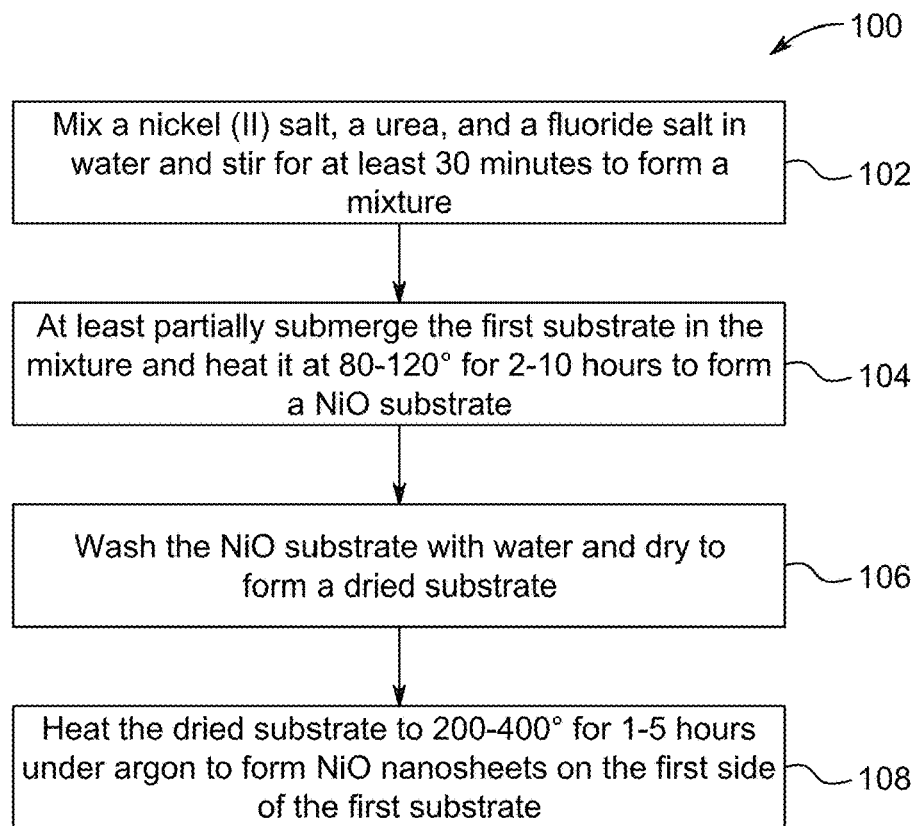 100
Mix a nickel (II) salt, a urea, and a fluoride salt in
water and stir for at least 30 minutes to form a
mixture
102
At least partially submerge the first substrate in the
mixture and heat it at 80-120° for 2-10 hours to form
a NiO substrate
104
Wash the NiO substrate with water and dry to
form a dried substrate
106
Heat the dried substrate to 200-400° for 1-5 hours
under argon to form NiO nanosheets on the first side
of the first substrate
108